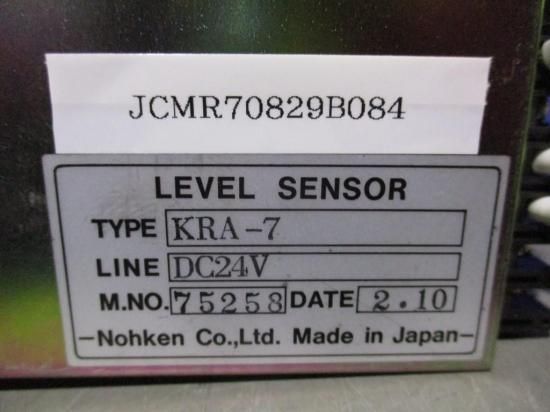 JCMR70829B084
LEVEL SENSOR
TYPE KRA-7
LINE DC24V
M.NO. 75258 DATE 2.10
-Nohken Co.,Ltd. Made in Japan-